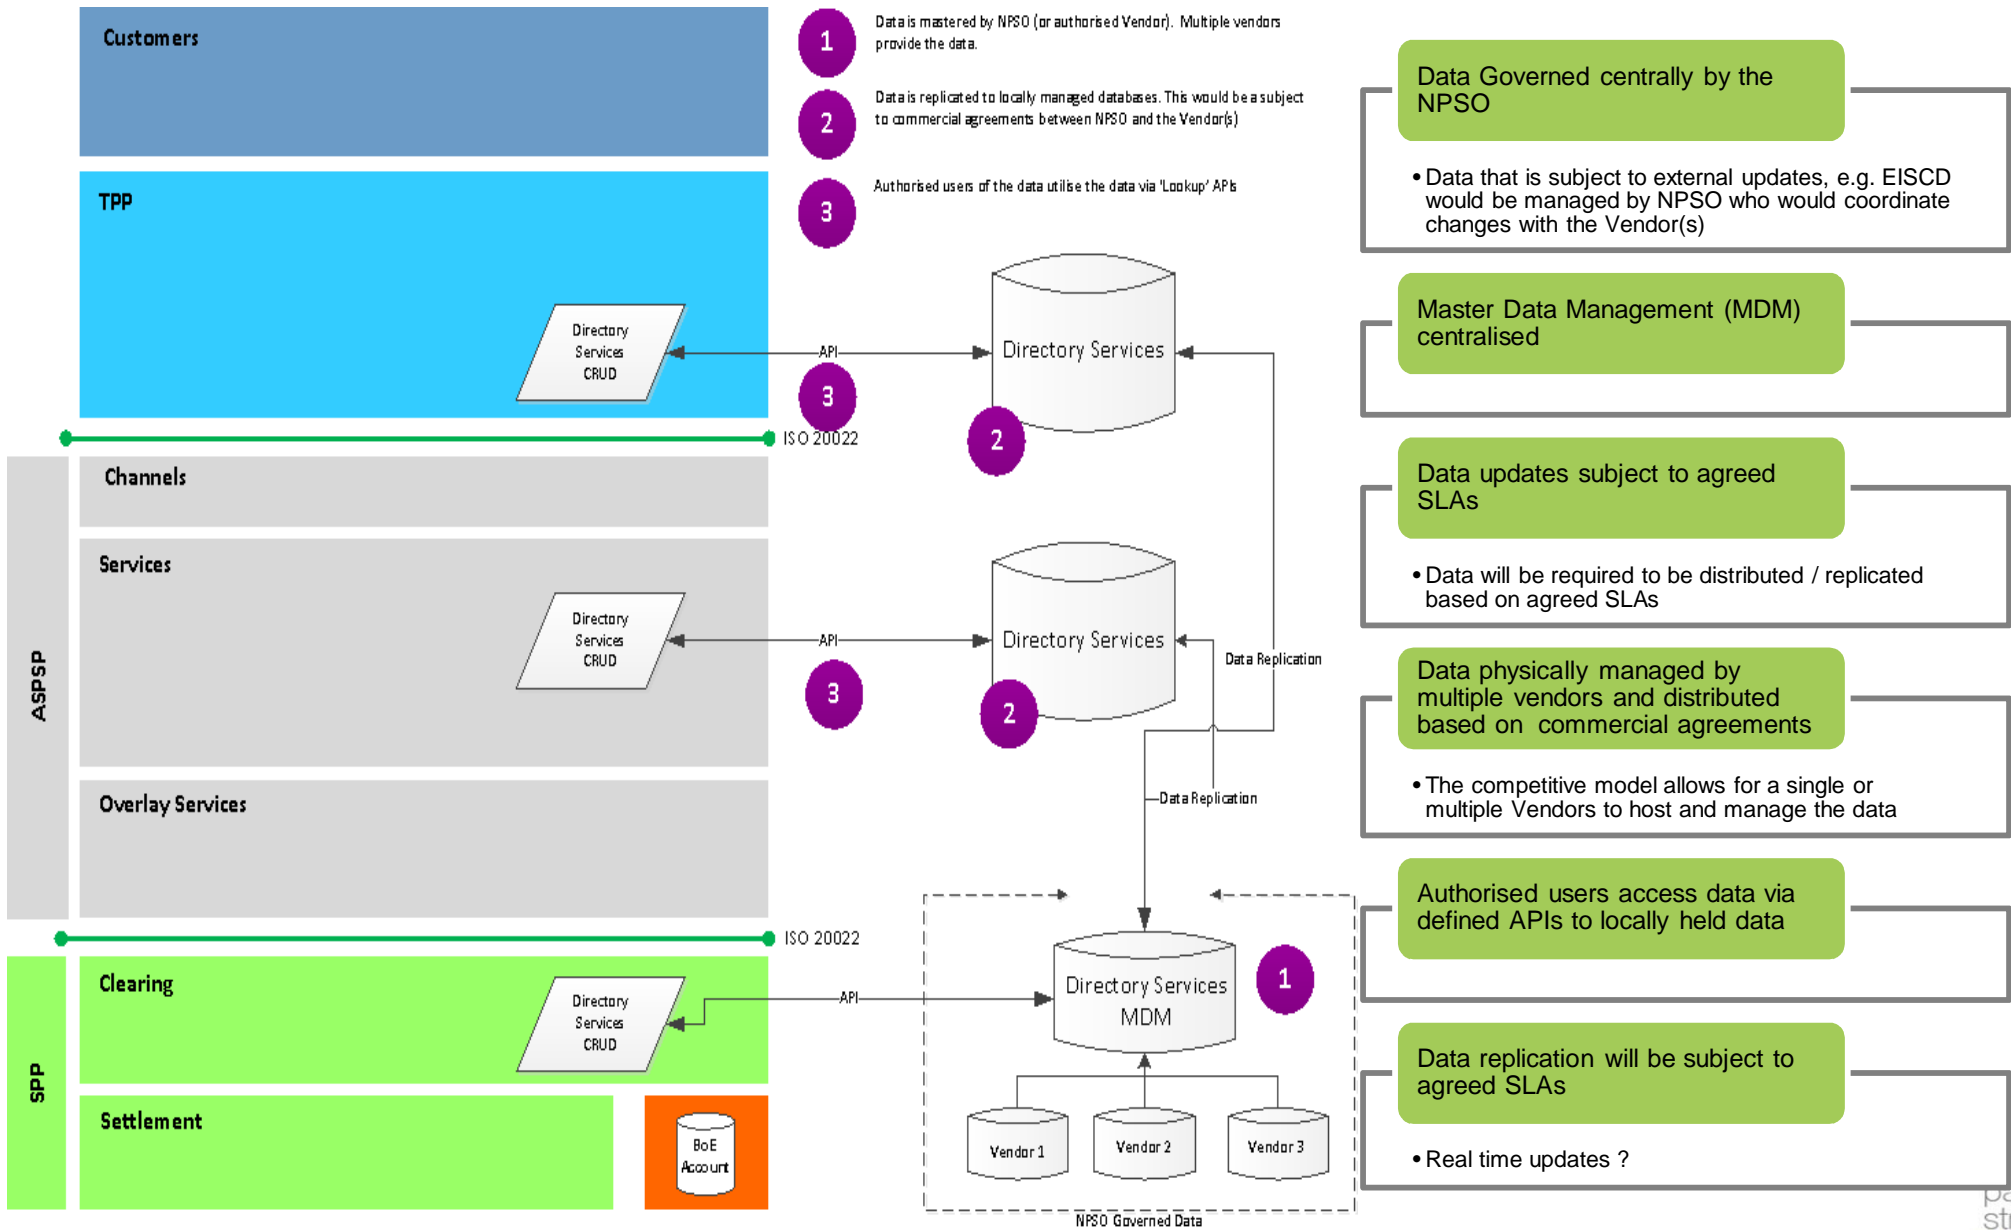 Customers
1
Data is mastered by NPSO (or authorised Vendor). Multiple vendors
provide the data.
2
Data is replicated to locally managed databases. This would be a subject
to commercial agreements between NPSO and the Vendor(s)
3
Authorised users of the data utilise the data via 'Lookup' APIs
TPP
Directory
Services
CRUD
API
3
Directory Services
2
ISO 20022
ASPSP
Channels
Services
Directory
Services
CRUD
API
3
Directory Services
2
Data Replication
Data Replication
Overlay Services
ISO 20022
SPP
Clearing
Directory
Services
CRUD
API
Directory Services
MDM
1
Settlement
BoE
Account
Vendor 1
Vendor 2
Vendor 3
NPSO Governed Data
Data Governed centrally by the
NPSO
• Data that is subject to external updates, e.g. EISCD
would be managed by NPSO who would coordinate
changes with the Vendor(s)
Master Data Management (MDM)
centralised
Data updates subject to agreed
SLAs
• Data will be required to be distributed / replicated
based on agreed SLAs
Data physically managed by
multiple vendors and distributed
based on commercial agreements
• The competitive model allows for a single or
multiple Vendors to host and manage the data
Authorised users access data via
defined APIs to locally held data
Data replication will be subject to
agreed SLAs
• Real time updates ?